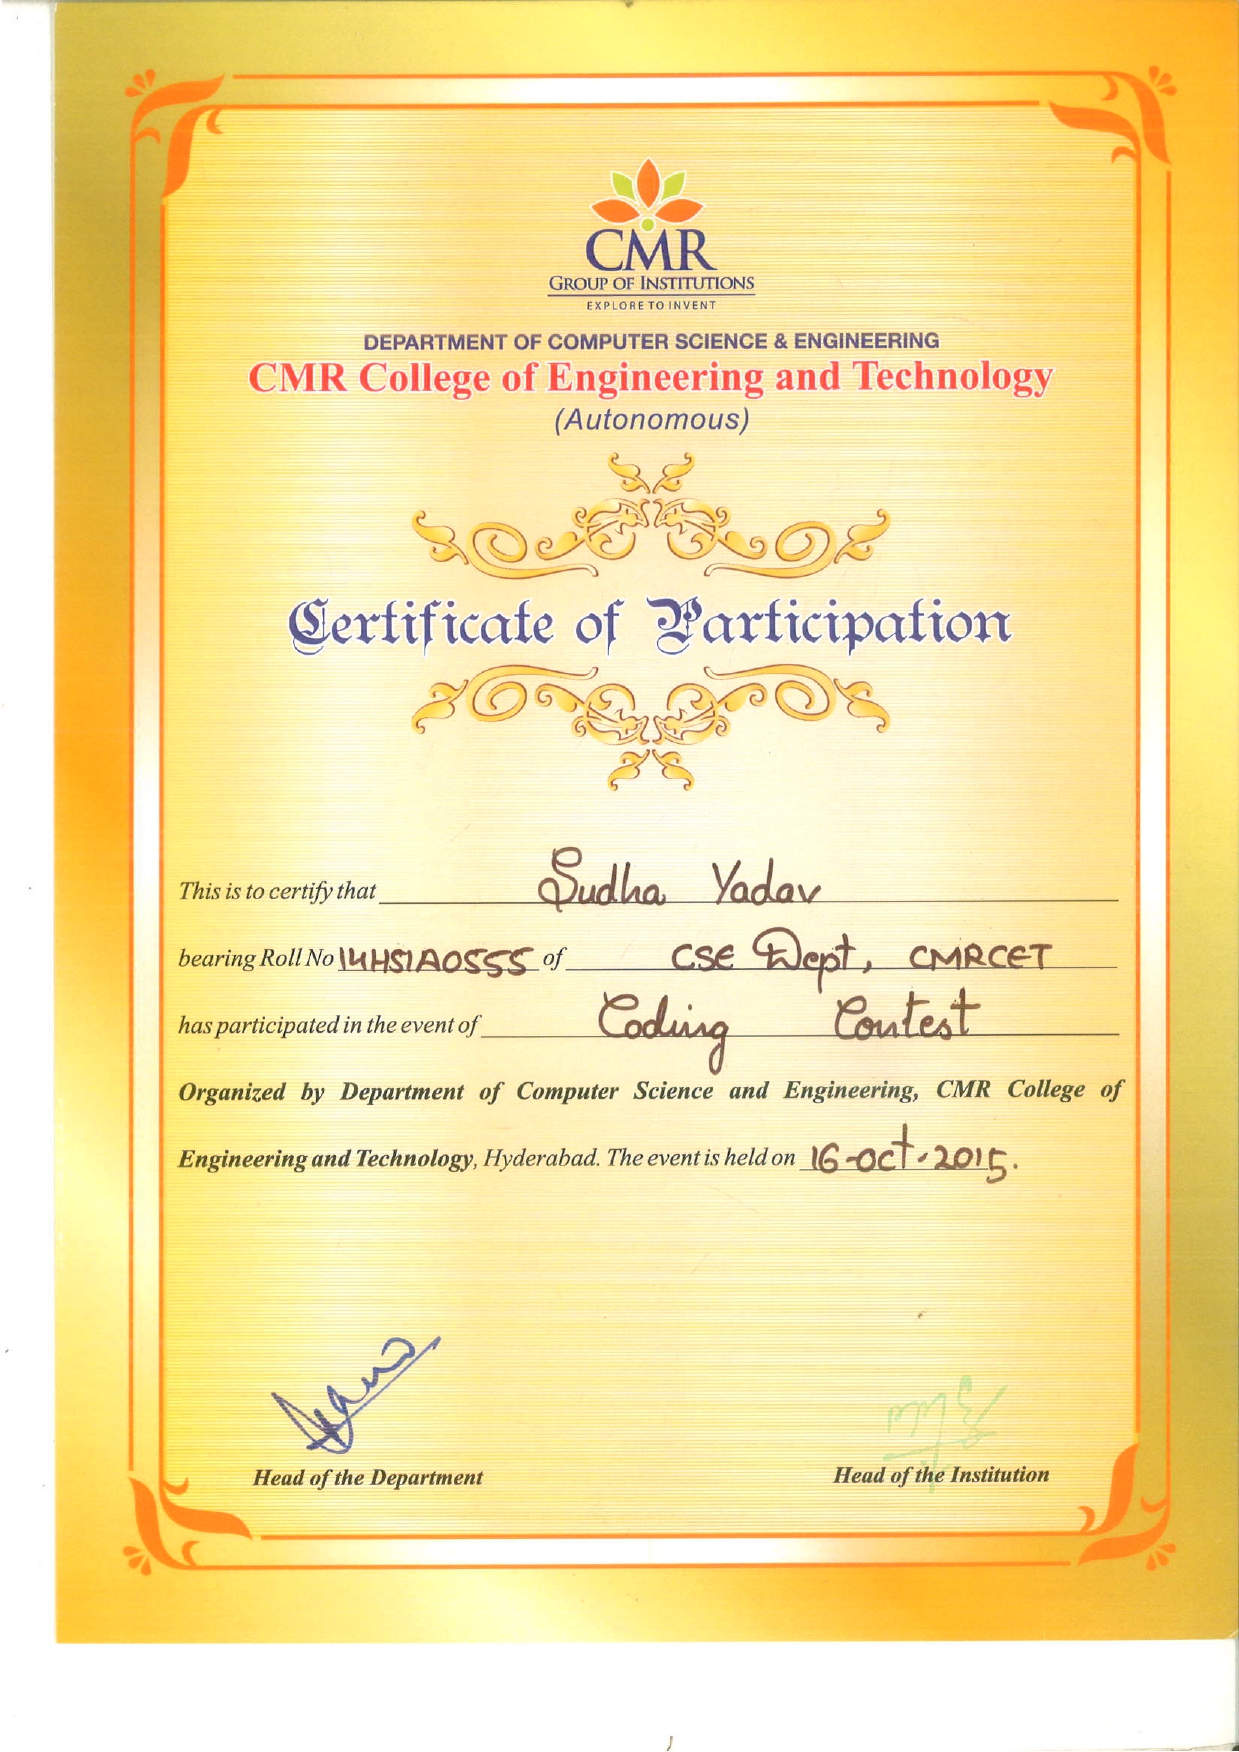 CMR
GROUP OF INSTITUTIONS
EXPLORE TO INVENT
DEPARTMENT OF COMPUTER SCIENCE & ENGINEERING
CMR College of Engineering and Technology
(Autonomous)
Certificate of Participation
This is to certify that Sudha Yadav
bearing Roll No 14H51A0555 of CSE Dept, CMRCET
has participated in the event of Coding Contest
Organized by Department of Computer Science and Engineering, CMR College of
Engineering and Technology, Hyderabad. The event is held on 16-oct-2015.
Head of the Department Head of the Institution